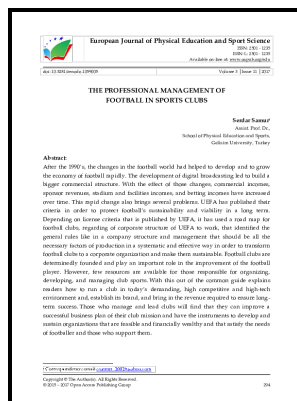 European Journal of Physical Education and Sport Science
ISSN: 2501 - 1235
ISSN-L: 2501 - 1235
Available on-line at: www.oapub.org/edu
Volume 3 │ Issue 11 │ 2017
THE PROFESSIONAL MANAGEMENT OF
FOOTBALL IN SPORTS CLUBS
Serdar Samur
Assist. Prof. Dr.,
School of Physical Education and Sports,
Gelisim University, Turkey
Abstract:
After the 1990's, the changes in the football had helped to develop and to grow
the economy of football rapidly. The development of digital broadcasting led to build a
bigger commercial structure. With the effect of those changes, commercial incomes,
sponsor revenues, stadium and facilities incomes, and betting incomes have increased
over time. This rapid change also brings several problems. UEFA has published their
criteria in order to protect football's sustainability and viability in a long term.
Depending on license criteria that is published by UEFA, it has used a road map for
football clubs, regarding of corporate structure of UEFA to work, that identified the
general rules like in a company structure and management that should be all the
necessary factors of production in a systematic and effective way in order to transform
football clubs to a corporate organization and make them sustainable. Football clubs are
determinedly founded and play an important role in the improvement of the football
player. However, few resources are available for those responsible for organizing,
developing, and managing club sports. With this out of the common guide explains
readers how to run a club in today's demanding, high competitive and high-tech
environment and, establish its brand, and bring in the revenue required to ensure long-
term success. Those who manage and lead clubs will find that they can improve a
successful business plan of their club mission and have the instruments to develop and
sustain organizations that are feasible and financially wealthy and that satisfy the needs
of footballer and those who support them.
Copyright © The Author(s). All Rights Reserved.
© 2015 – 2017 Open Access Publishing Group
194